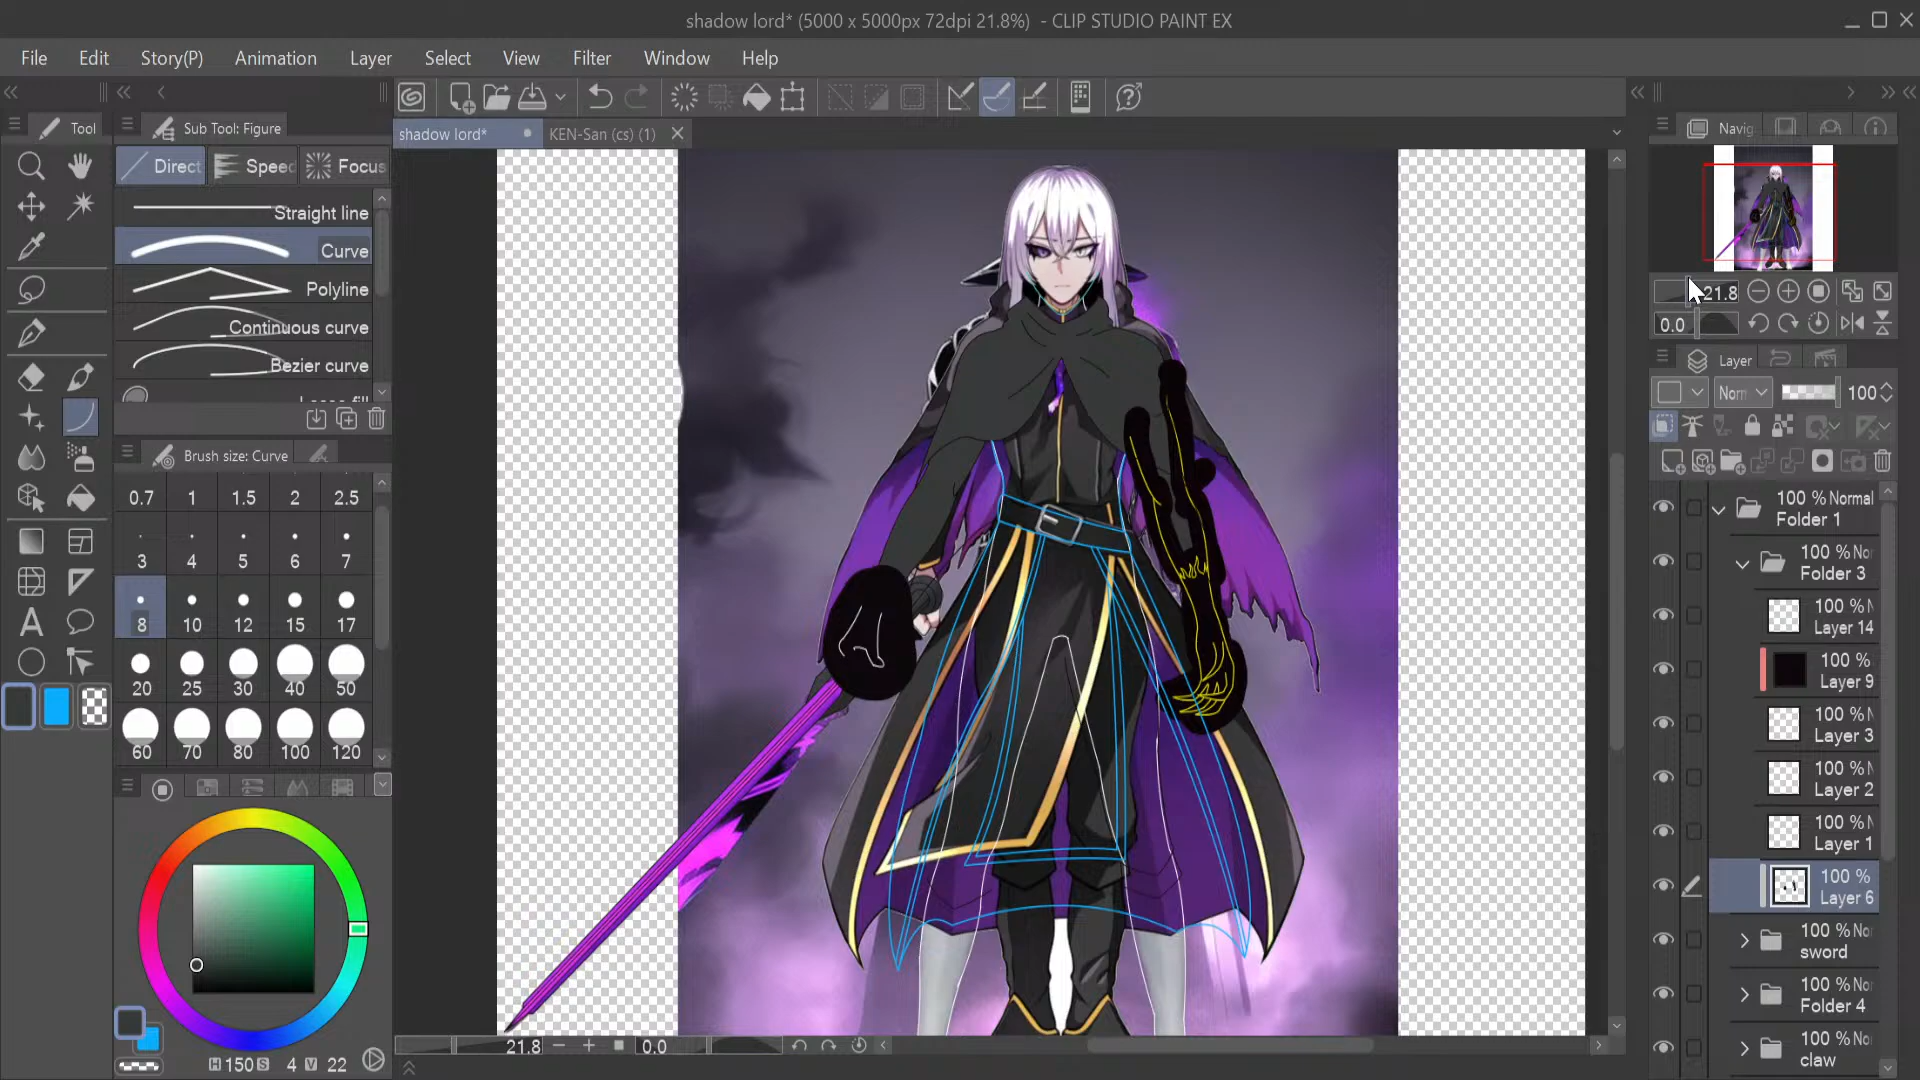 shadow lord* (5000 x 5000px 72dpi 21.8%) - CLIP STUDIO PAINT EX
File Edit Story(P) Animation Layer Select View Filter Window Help
Tool
Sub Tool: Figure
shadow lord*
KEN-San (cs) (1)
Navig
Direct
Speed
Focus
Straight line
Curve
Polyline
Continuous curve
Bezier curve
21.8
0.0
Layer
Norm
100
Brush size: Curve
0.7 1 1.5 2 2.5
3 4 5 6 7
8 10 12 15 17
20 25 30 40 50
60 70 80 100 120
100 % Normal
Folder 1
100 % No
Folder 3
100 % N
Layer 14
100 %
Layer 9
100 % N
Layer 3
100 % N
Layer 2
100 % N
Layer 1
100 %
Layer 6
100 % No
sword
100 % No
Folder 4
100 % No
claw
H 150 S 4 V 22
21.8
0.0